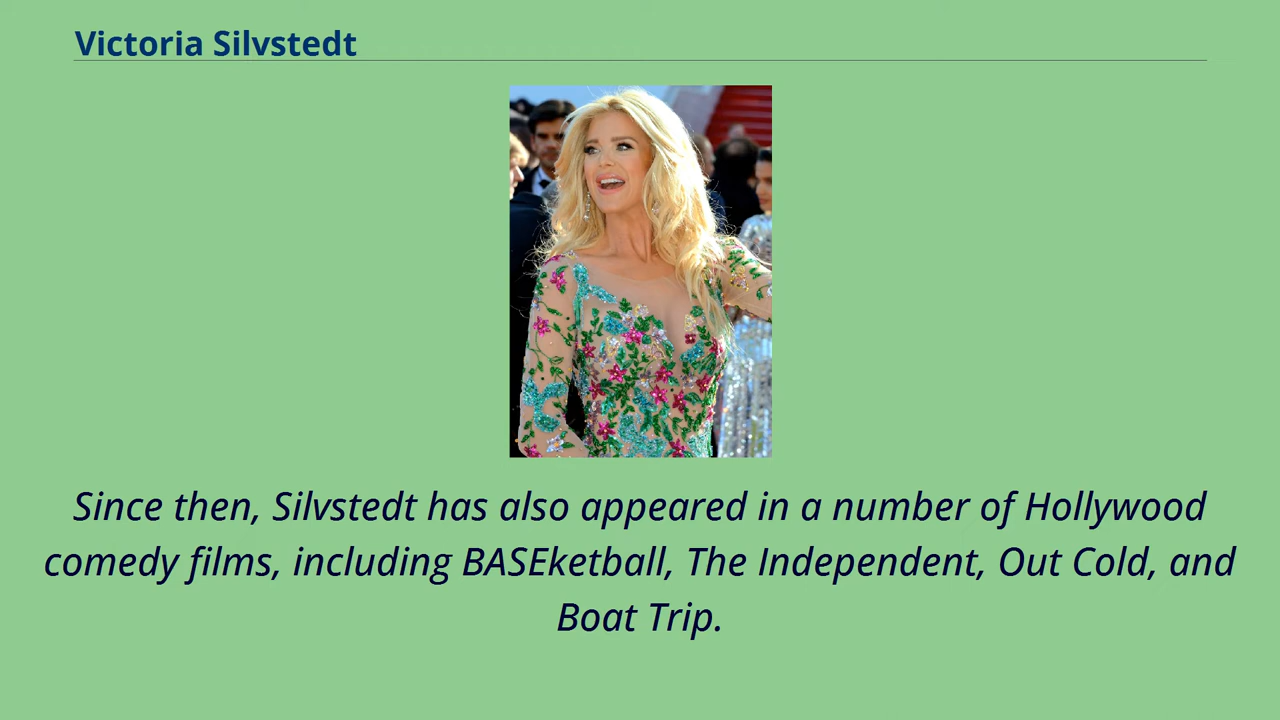 Victoria Silvstedt
Since then, Silvstedt has also appeared in a number of Hollywood
comedy films, including BASEketball, The Independent, Out Cold, and
Boat Trip.